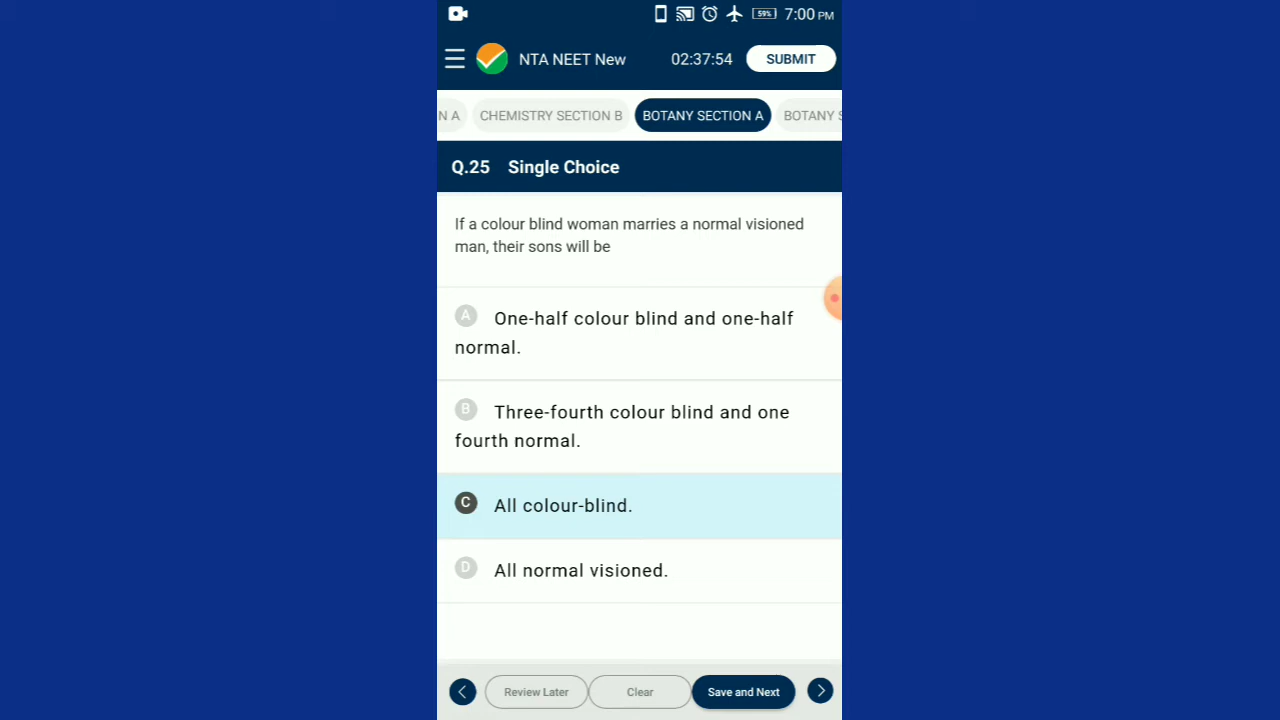 59% 7:00 PM
NTA NEET New 02:37:54 SUBMIT
N A CHEMISTRY SECTION B BOTANY SECTION A BOTANY S
Q.25 Single Choice
If a colour blind woman marries a normal visioned
man, their sons will be
A One-half colour blind and one-half
normal.
B Three-fourth colour blind and one
fourth normal.
C All colour-blind.
D All normal visioned.
Review Later Clear Save and Next